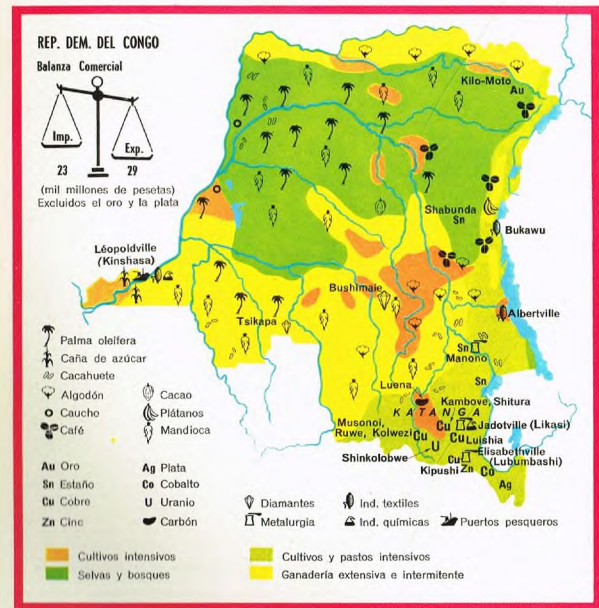 REP. DEM. DEL CONGO
Balanza Comercial
Imp.
Exp.
23
29
(mil millones de pesetas)
Excluidos el oro y la plata
Kilo-Moto
Au
Shabunda
Sn
Bukawu
Léopoldville
(Kinshasa)
Bushimaie
Tsikapa
Albertville
Sn
Manono
Sn
Luena
Kambove, Shitura
KATANGA
Musonoi,
Ruwe, Kolwezi
Cu
Cu
Jadotville (Likasi)
Cu
Luishia
U
Shinkolobwe
Elisabethville
(Lubumbashi)
Cu
Kipushi
Zn
Co
Ag
Palma oleífera
Caña de azúcar
Cacahuete
Algodón
Cacao
Caucho
Plátanos
Café
Mandioca
Au Oro
Ag Plata
Sn Estaño
Co Cobalto
Cu Cobre
U Uranio
Zn Cinc
Carbón
Diamantes
Ind. textiles
Metalurgia
Ind. químicas
Puertos pesqueros
Cultivos intensivos
Cultivos y pastos intensivos
Selvas y bosques
Ganadería extensiva e intermitente